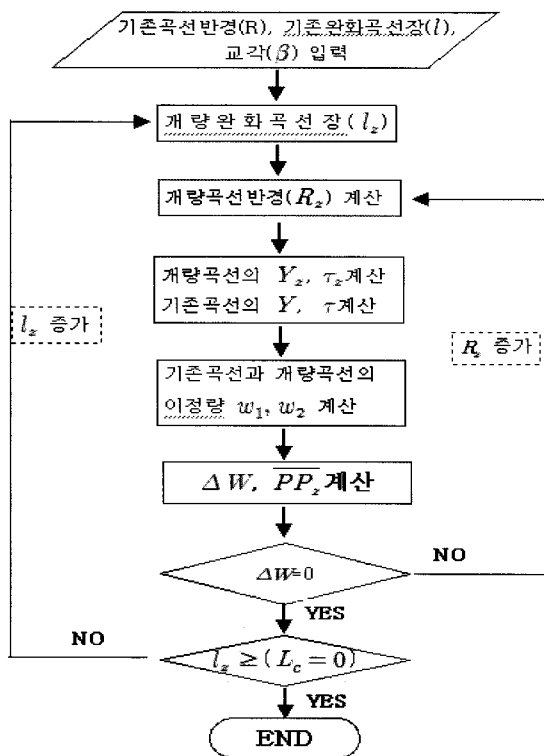 기존곡선반경(R), 기존완화곡선장(l),
교각(β) 입력
개량완화곡선장(l_z)
개량곡선반경(R_z) 계산
개량곡선의 Y_z, τ_z계산
기존곡선의 Y, τ계산
l_z 증가
R_z 증가
기존곡선과 개량곡선의
이정량 w₁, w₂ 계산
ΔW, \overline{PP_z} 계산
ΔW=0
NO
YES
NO
l_z ≥ (L_c = 0)
YES
END